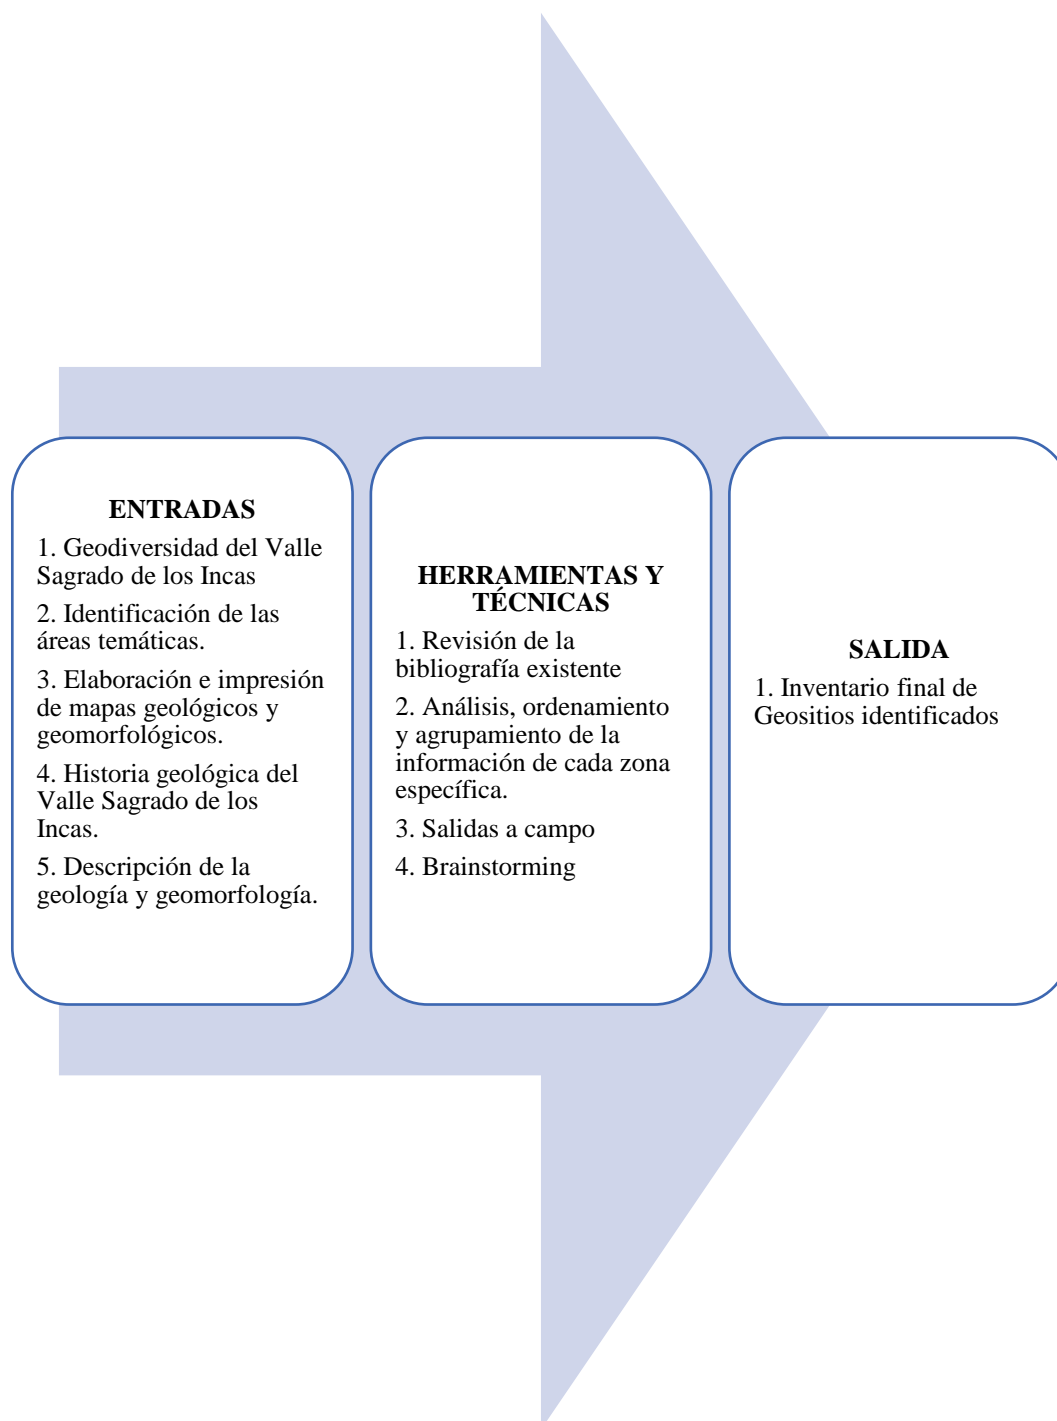 ENTRADAS
1. Geodiversidad del Valle
Sagrado de los Incas
2. Identificación de las
áreas temáticas.
3. Elaboración e impresión
de mapas geológicos y
geomorfológicos.
4. Historia geológica del
Valle Sagrado de los
Incas.
5. Descripción de la
geología y geomorfología.
HERRAMIENTAS Y
TÉCNICAS
1. Revisión de la
bibliografía existente
2. Análisis, ordenamiento
y agrupamiento de la
información de cada zona
específica.
3. Salidas a campo
4. Brainstorming
SALIDA
1. Inventario final de
Geositios identificados